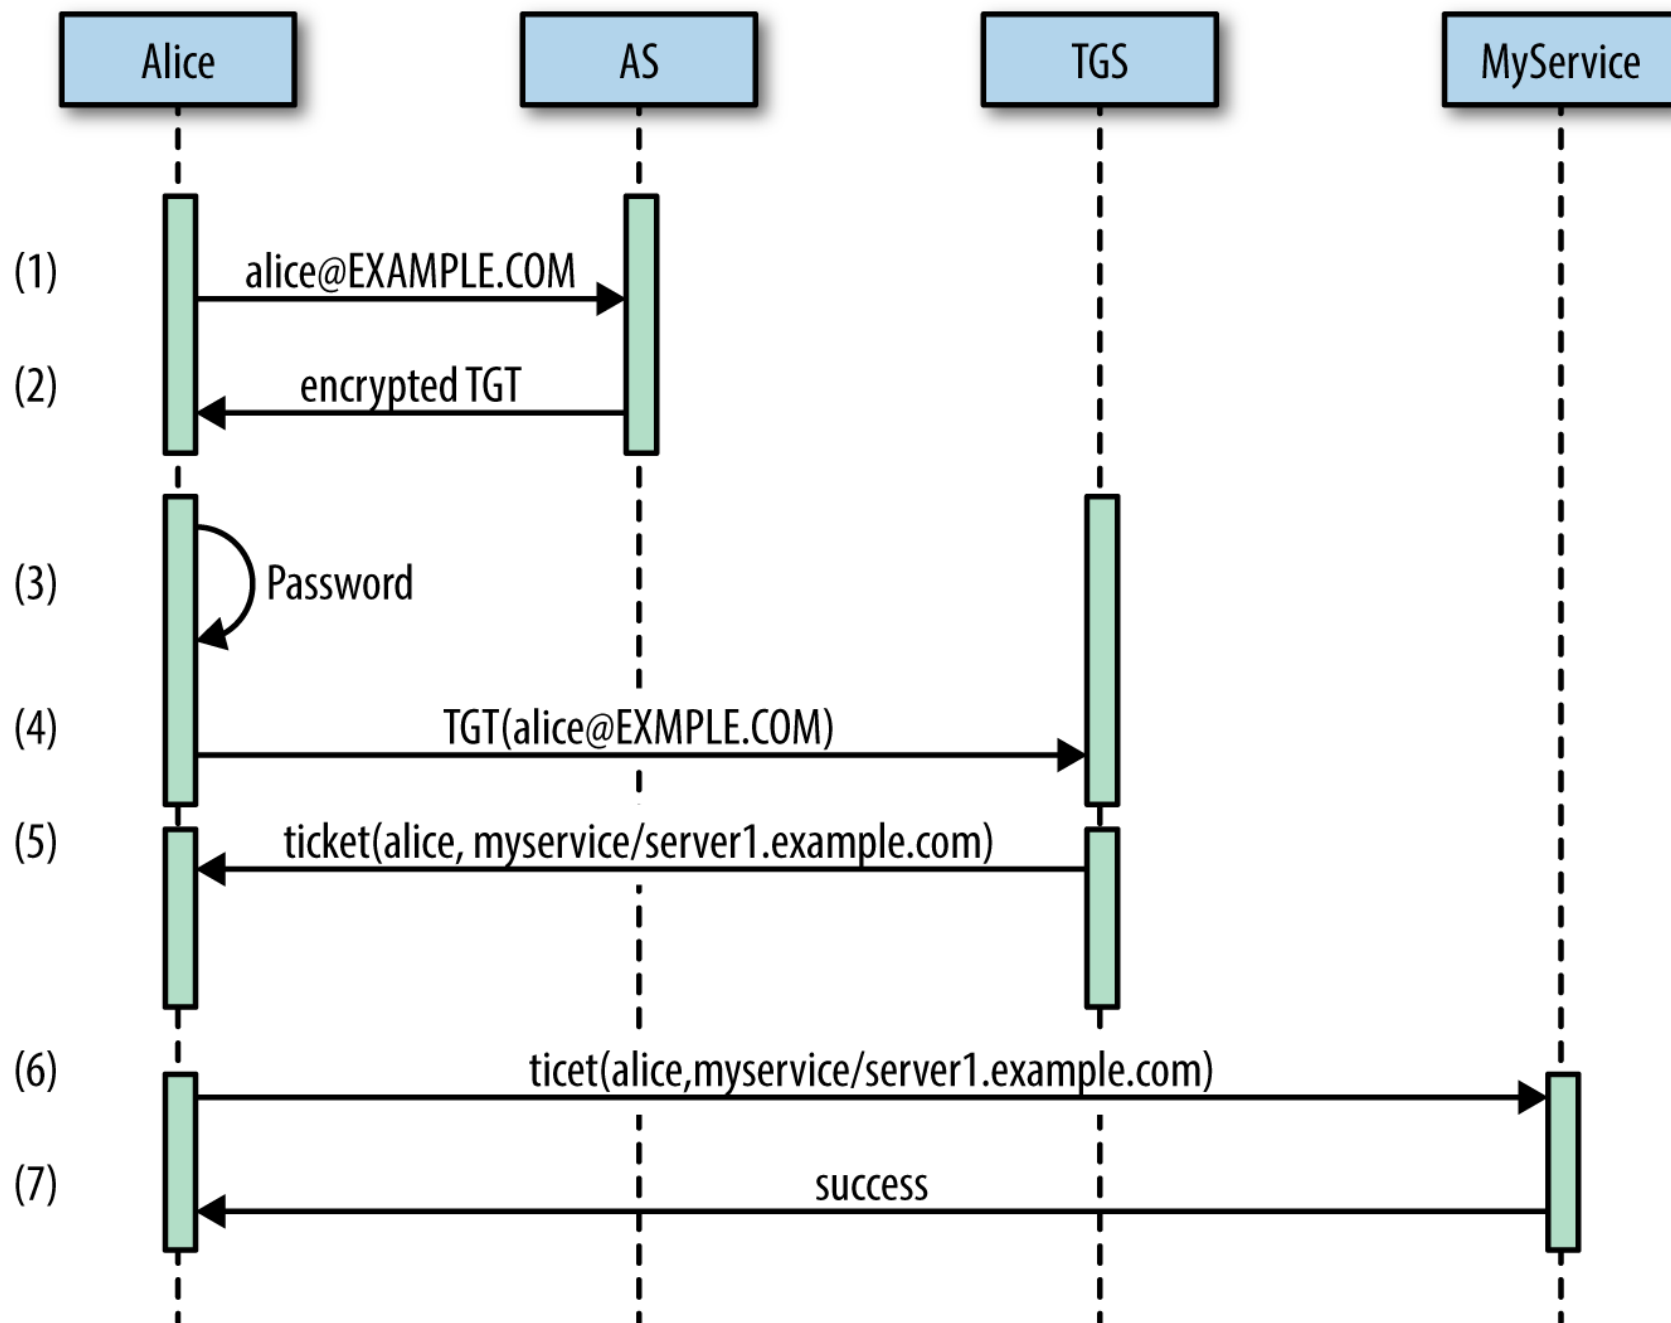 Alice
AS
TGS
MyService
(1)
alice@EXAMPLE.COM
(2)
encrypted TGT
(3)
Password
(4)
TGT(alice@EXMPLE.COM)
(5)
ticket(alice, myservice/server1.example.com)
(6)
ticet(alice,myservice/server1.example.com)
(7)
success